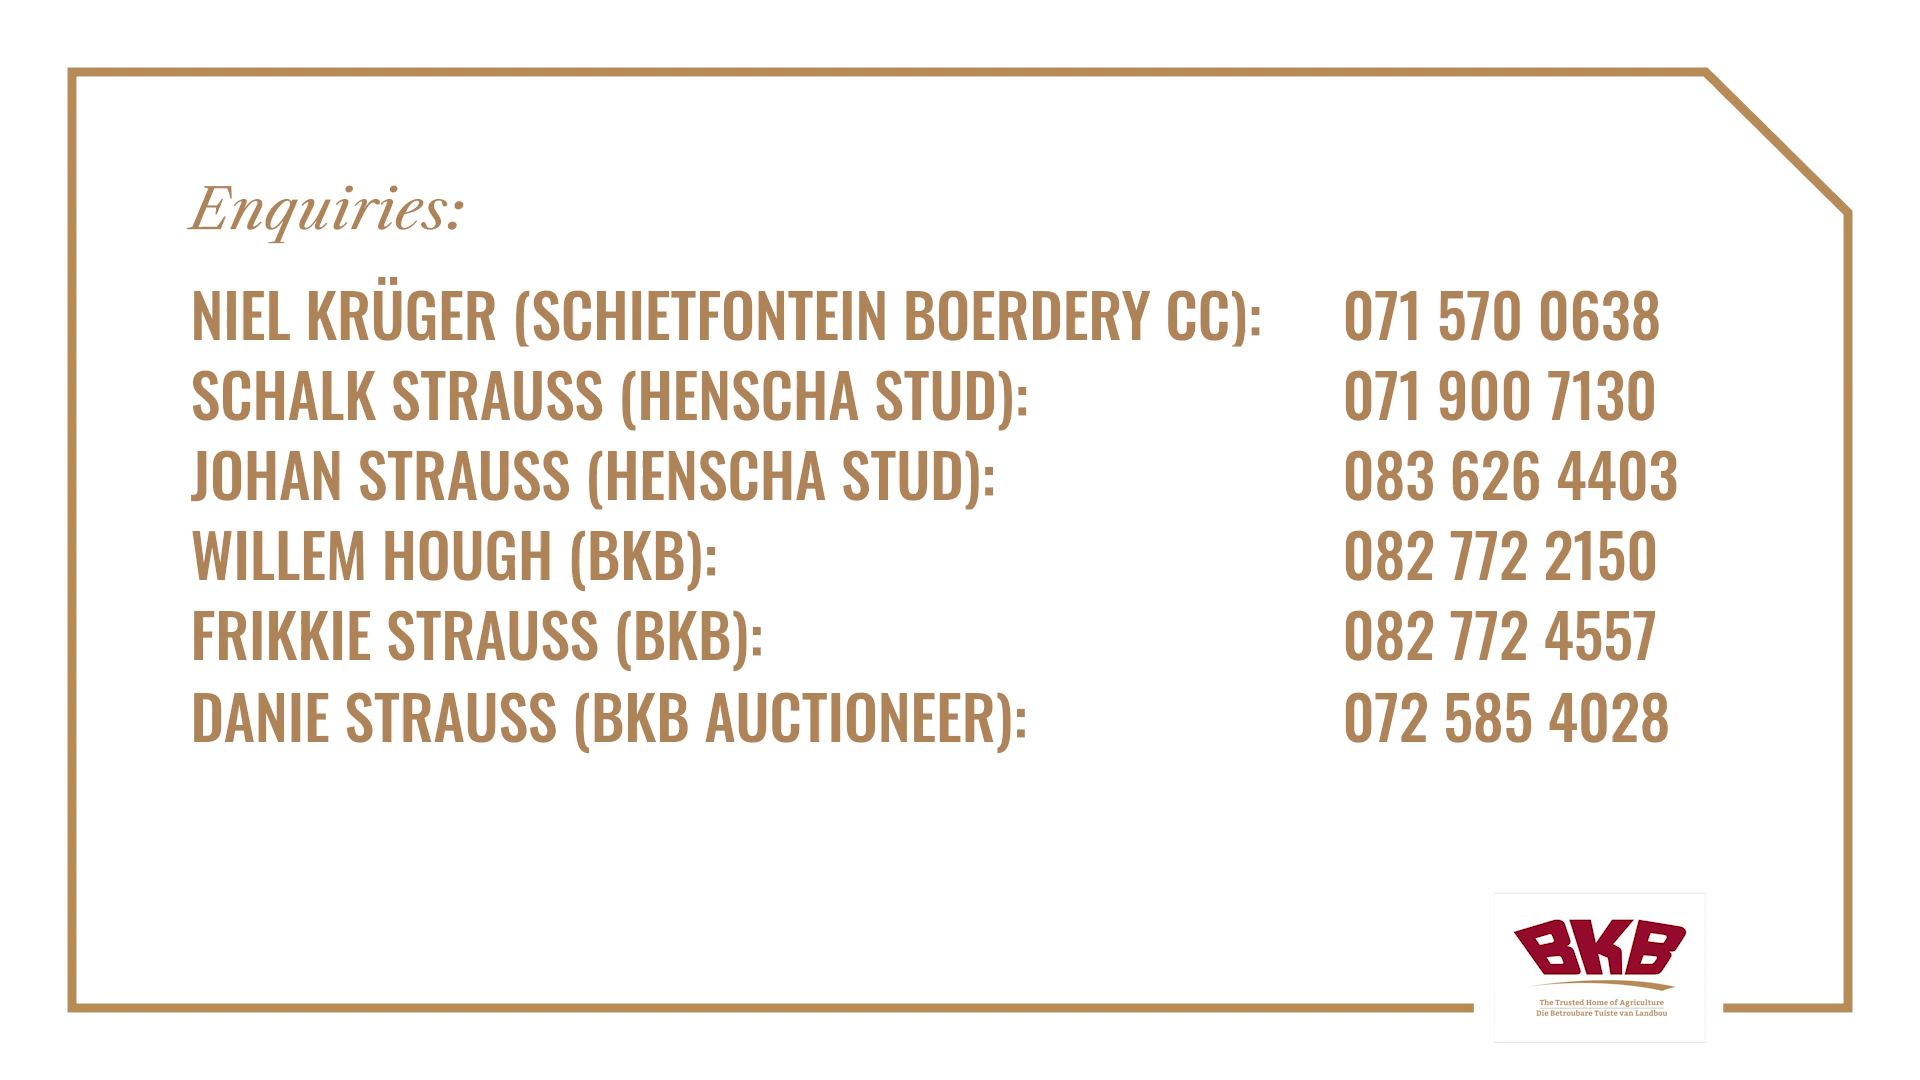 Enquiries:
NIEL KRÜGER (SCHIETFONTEIN BOERDERY CC): 071 570 0638
SCHALK STRAUSS (HENSCHA STUD): 071 900 7130
JOHAN STRAUSS (HENSCHA STUD): 083 626 4403
WILLEM HOUGH (BKB): 082 772 2150
FRIKKIE STRAUSS (BKB): 082 772 4557
DANIE STRAUSS (BKB AUCTIONEER): 072 585 4028
BKB
The Trusted Home of Agriculture
Die Betroubare Tuiste van Landbou